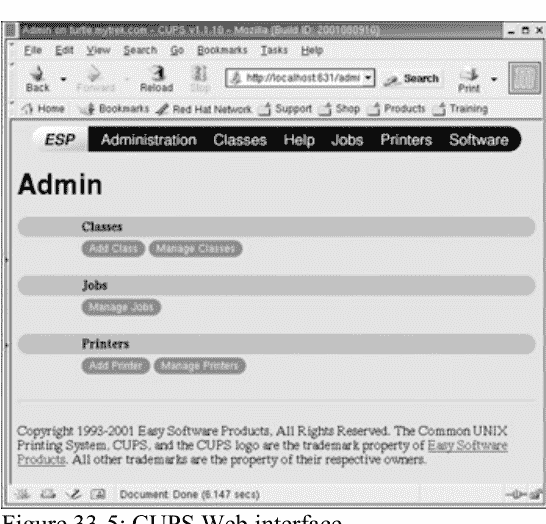 Admin on turtle.mytrek.com - CUPS v1.1.10 - Mozilla {Build ID: 2001080910}
File Edit View Search Go Bookmarks Tasks Help
Back Forward Reload Stop http://localhost:631/admi Search Print
Home Bookmarks Red Hat Network Support Shop Products Training
ESP Administration Classes Help Jobs Printers Software
Admin
Classes
Add Class Manage Classes
Jobs
Manage Jobs
Printers
Add Printer Manage Printers
Copyright 1993-2001 Easy Software Products, All Rights Reserved. The Common UNIX
Printing System, CUPS, and the CUPS logo are the trademark property of Easy Software
Products. All other trademarks are the property of their respective owners.
Document: Done (6.147 secs)
Figure 33-5: CUPS Web interface